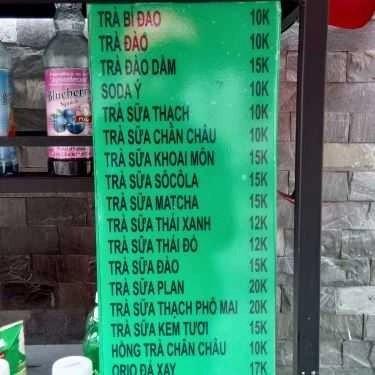 TRÀ BÍ ĐAO 10K
TRÀ ĐÀO 10K
TRÀ ĐÀO DẦM 15K
SODA Ý 10K
TRÀ SỮA THẠCH 10K
TRÀ SỮA CHÂN CHÂU 10K
TRÀ SỮA KHOAI MÔN 15K
TRÀ SỮA SÔCÔLA 15K
TRÀ SỮA MATCHA 15K
TRÀ SỮA THÁI XANH 12K
TRÀ SỮA THÁI ĐỎ 12K
TRÀ SỮA ĐÀO 15K
TRÀ SỮA PLAN 20K
TRÀ SỮA THẠCH PHÔ MAI 20K
TRÀ SỮA KEM TƯƠI 15K
HỒNG TRÀ CHÂN CHÂU 10K
ORIO ĐÁ XAY 17K
Blueberry